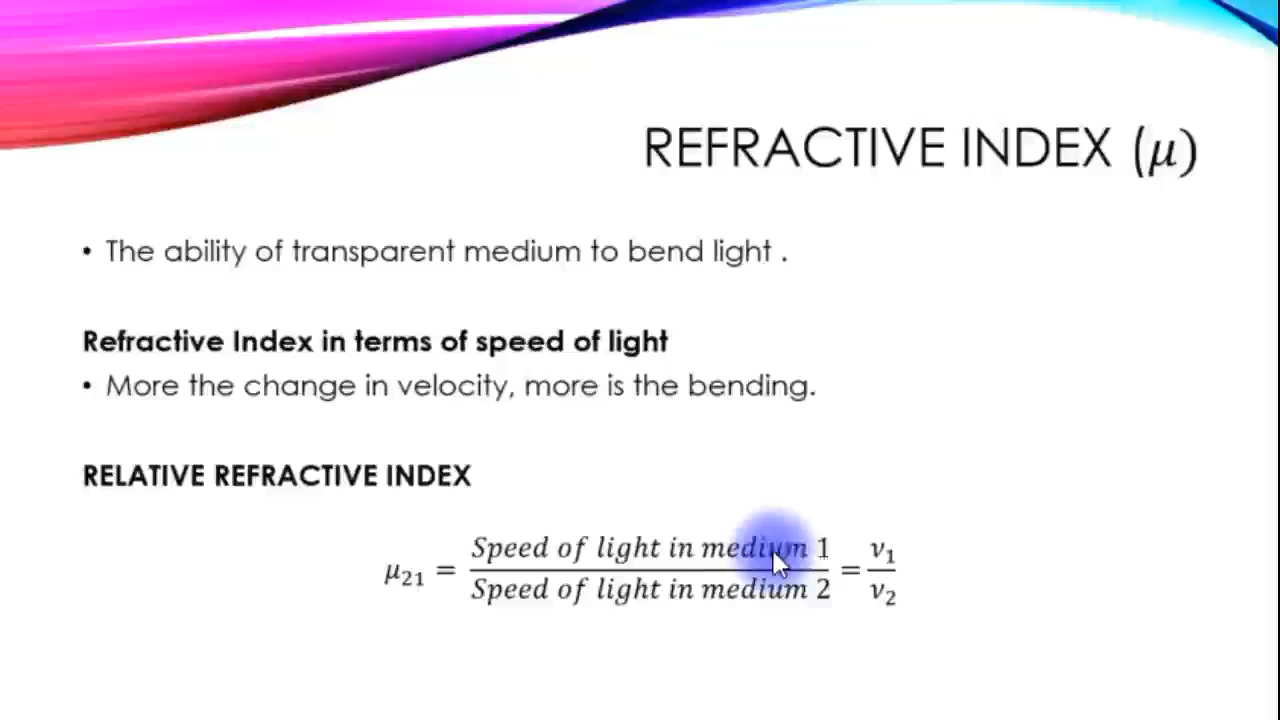 REFRACTIVE INDEX (μ)
• The ability of transparent medium to bend light .
Refractive Index in terms of speed of light
• More the change in velocity, more is the bending.
RELATIVE REFRACTIVE INDEX
μ₂₁ = Speed of light in medium 1 / Speed of light in medium 2 = ν₁ / ν₂